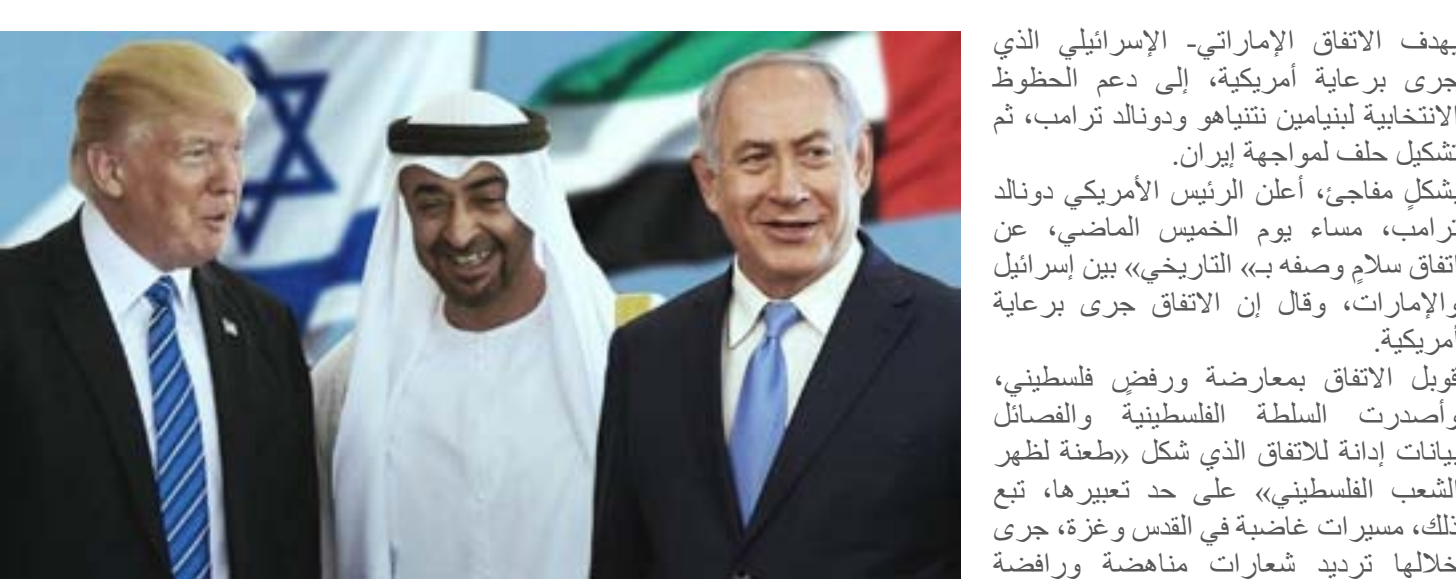 يهدف الاتفاق الإماراتي- الإسرائيلي الذي
جرى برعاية أمريكية، إلى دعم الحظوظ
الانتخابية لبنيامين نتنياهو ودونالد ترامب، ثم
تشكيل حلف لمواجهة إيران.
بشكلٍ مفاجئ، أعلن الرئيس الأمريكي دونالد
ترامب، مساء يوم الخميس الماضي، عن
اتفاق سلامٍ وصفه بـ» التاريخي» بين إسرائيل
والإمارات، وقال إن الاتفاق جرى برعاية
امريكية.
قوبل الاتفاق بمعارضة ورفضٍ فلسطيني،
وأصدرت السلطة الفلسطينية والفصائل
بيانات إدانة للاتفاق الذي شكل «طعنة لظهر
الشعب الفلسطيني» على حد تعبيرها، تبع
ذلك، مسيرات غاضبة في القدس وغزة، جرى
خلالها ترديد شعارات مناهضة ورافضة